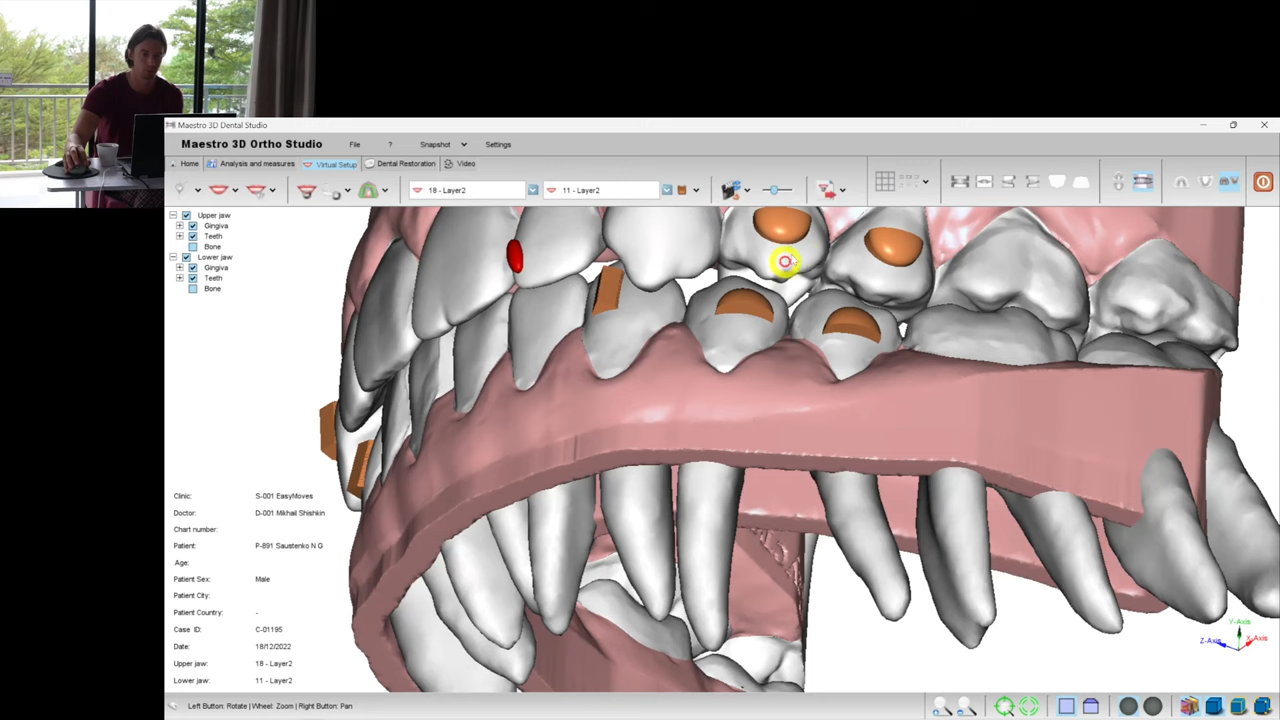 Maestro 3D Dental Studio
Maestro 3D Ortho Studio
File
?
Snapshot
Settings
Home
Analysis and measures
Virtual Setup
Dental Restoration
Video
18 - Layer2
11 - Layer2
Upper jaw
Gingiva
Teeth
Bone
Lower jaw
Gingiva
Teeth
Bone
Clinic: S-001 EasyMoves
Doctor: D-001 Mikhail Shishkin
Chart number:
Patient: P-891 Saustenko N G
Age:
Patient Sex: Male
Patient City:
Patient Country: -
Case ID: C-01195
Date: 18/12/2022
Upper jaw: 18 - Layer2
Lower jaw: 11 - Layer2
Y-Axis
Z-Axis
X-Axis
Left Button: Rotate | Wheel: Zoom | Right Button: Pan